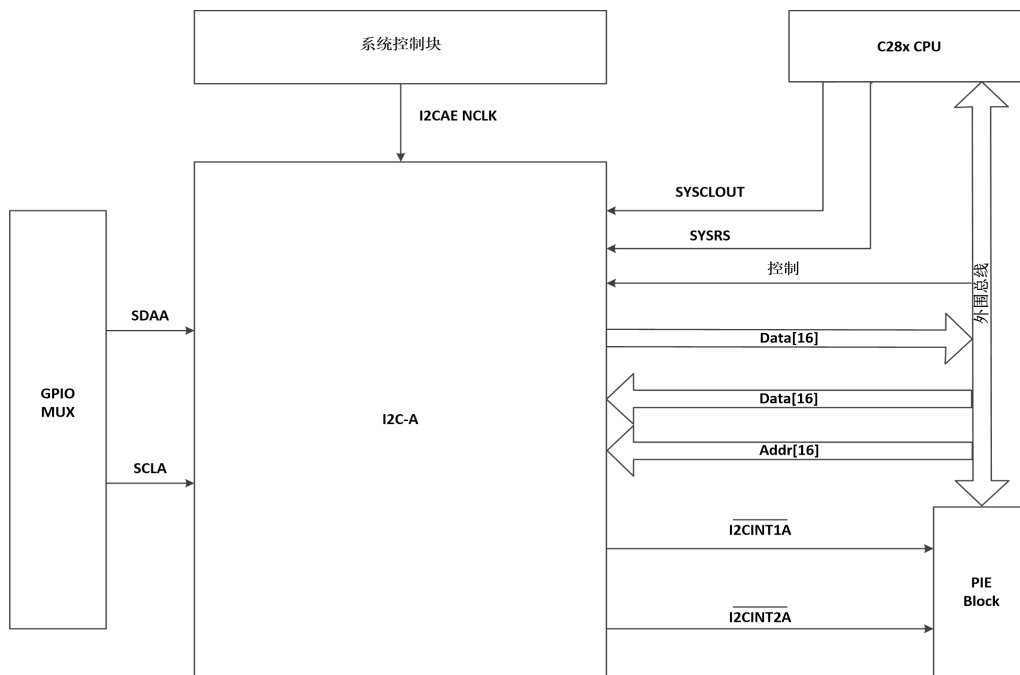 系统控制块
C28x CPU
I2CAE NCLK
SYSCLOUT
SYSRS
控制
外围总线
SDAA
Data[16]
GPIO
MUX
I2C-A
Data[16]
Addr[16]
SCLA
I2CINT1A
PIE
Block
I2CINT2A